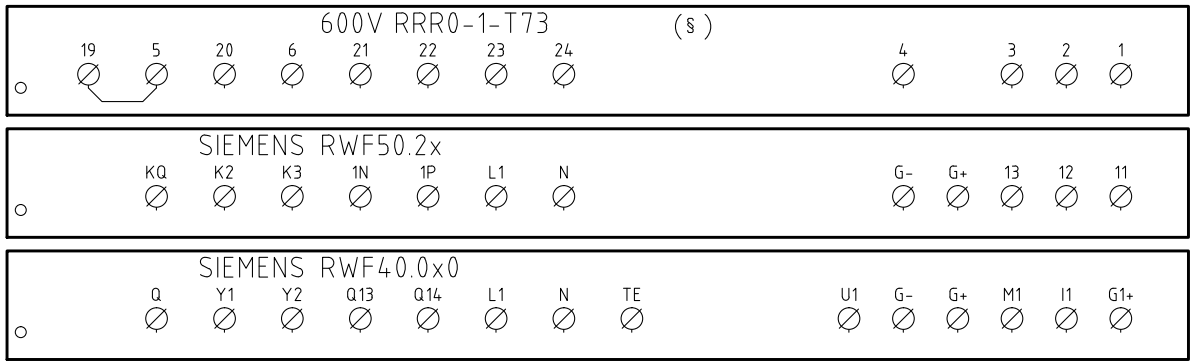 600V RRR0-1-T73 (§)
19 5 20 6 21 22 23 24 4 3 2 1
SIEMENS RWF50.2x
KQ K2 K3 1N 1P L1 N G- G+ 13 12 11
SIEMENS RWF40.0x0
Q Y1 Y2 Q13 Q14 L1 N TE U1 G- G+ M1 I1 G1+